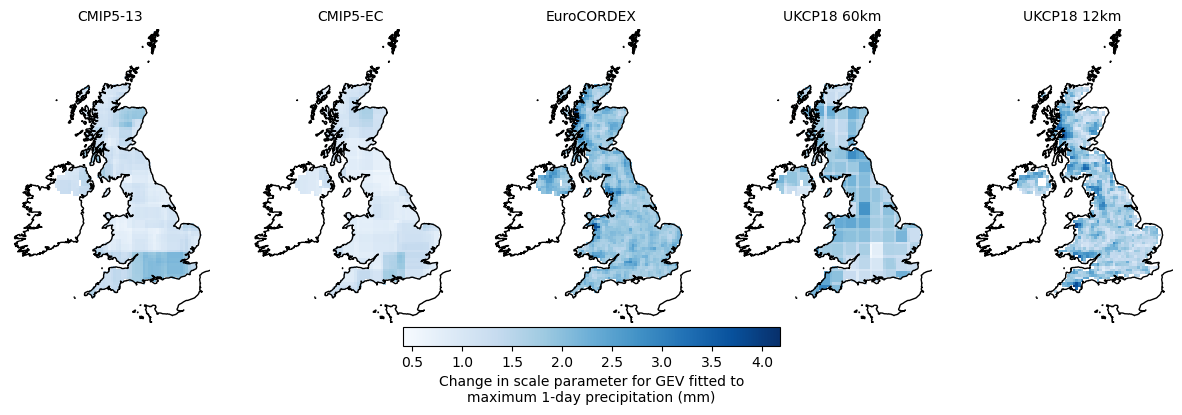 CMIP5-13
CMIP5-EC
EuroCORDEX
UKCP18 60km
UKCP18 12km
0.5 1.0 1.5 2.0 2.5 3.0 3.5 4.0
Change in scale parameter for GEV fitted to
maximum 1-day precipitation (mm)